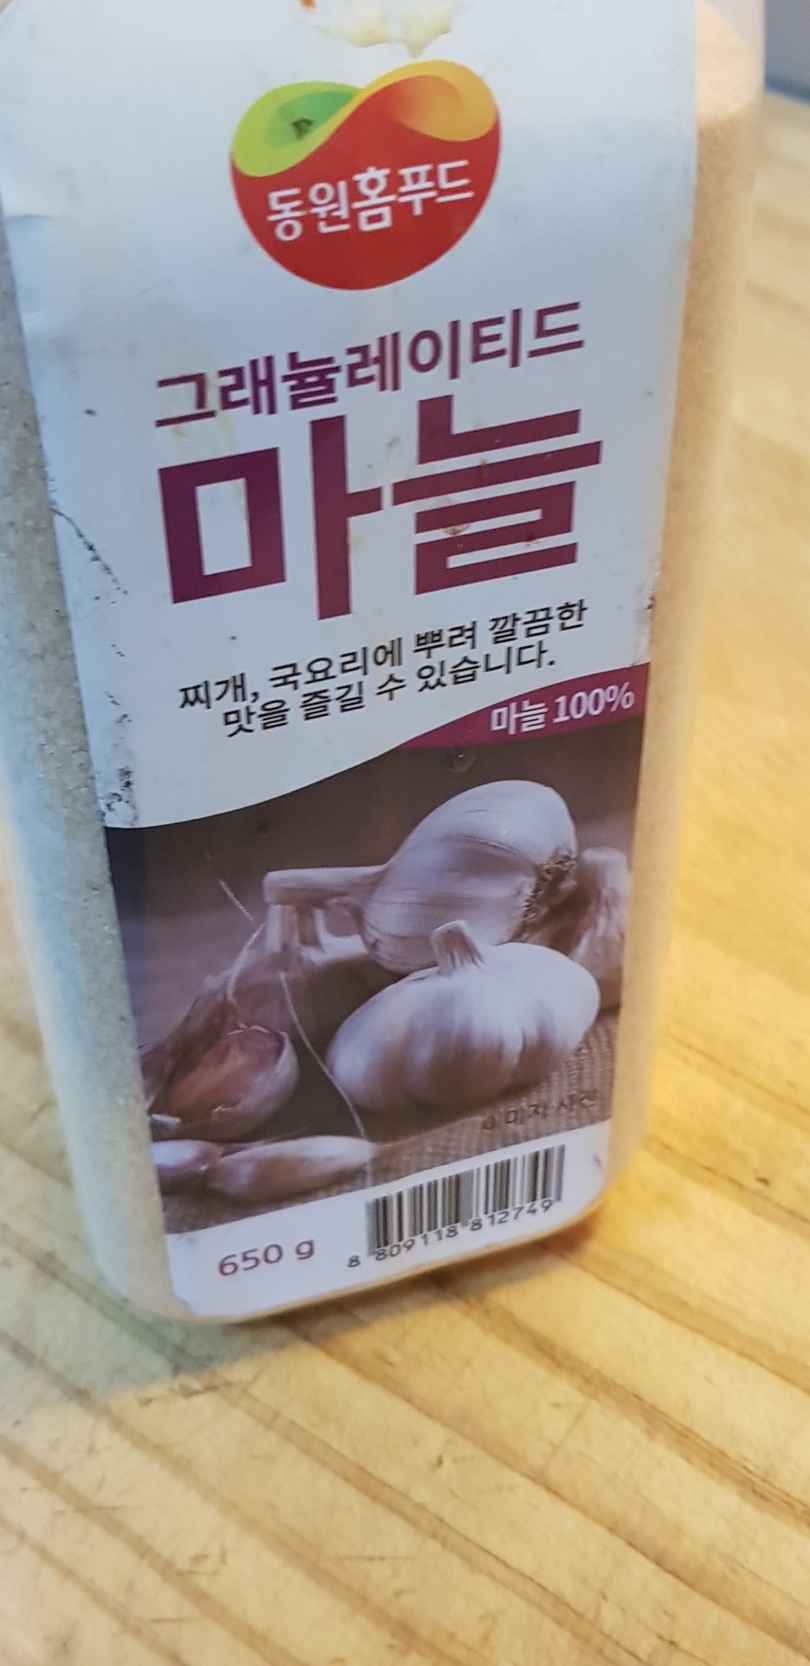 동원홈푸드
그래뉼레이티드
마늘
찌개, 국요리에 뿌려 깔끔한
맛을 즐길 수 있습니다.
마늘 100%
이미지 사진
650 g
8 809118 812749